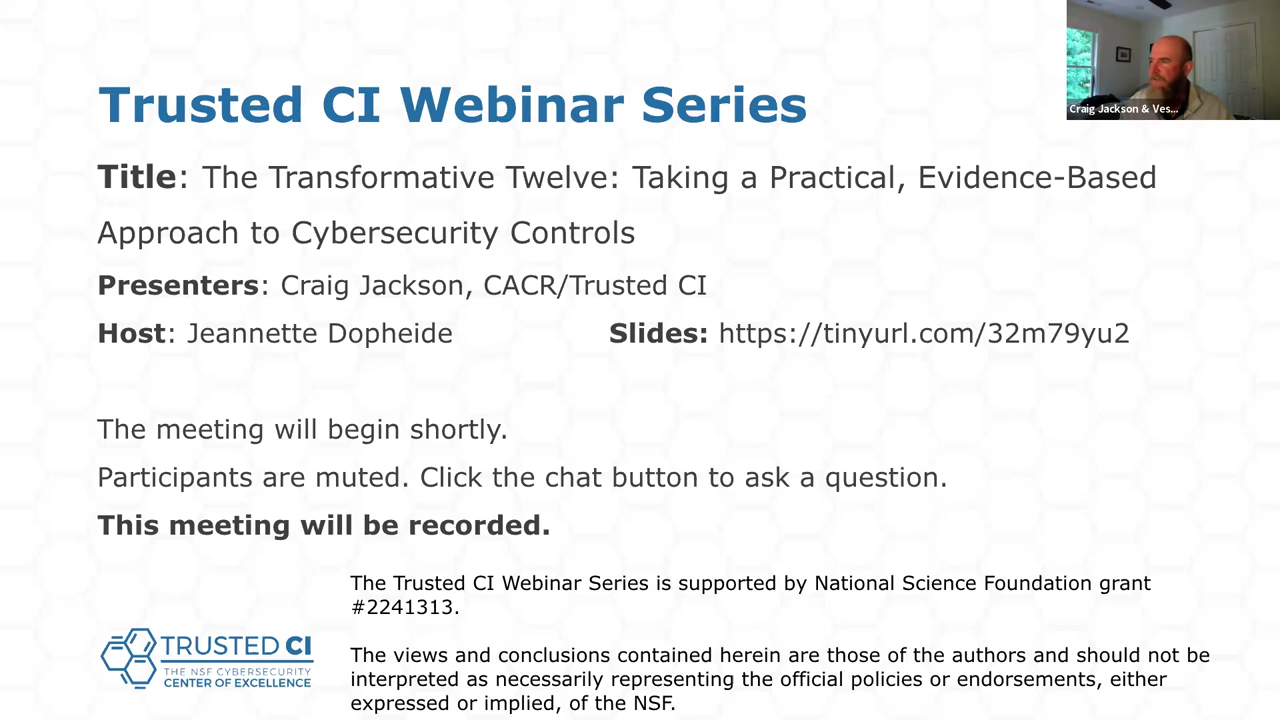 Trusted CI Webinar Series
Craig Jackson & Ves...
Title: The Transformative Twelve: Taking a Practical, Evidence-Based
Approach to Cybersecurity Controls
Presenters: Craig Jackson, CACR/Trusted CI
Host: Jeannette Dopheide Slides: https://tinyurl.com/32m79yu2
The meeting will begin shortly.
Participants are muted. Click the chat button to ask a question.
This meeting will be recorded.
The Trusted CI Webinar Series is supported by National Science Foundation grant
#2241313.
TRUSTED CI
THE NSF CYBERSECURITY
CENTER OF EXCELLENCE
The views and conclusions contained herein are those of the authors and should not be
interpreted as necessarily representing the official policies or endorsements, either
expressed or implied, of the NSF.